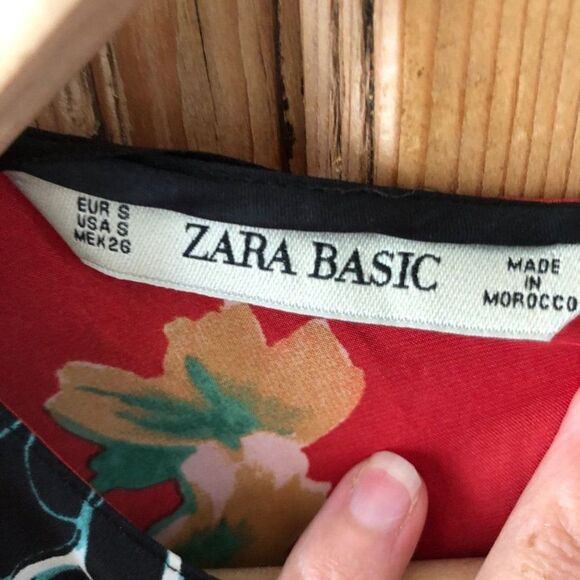 EUR S
USA S
MEX 26
ZARA BASIC
MADE
IN
MOROCCO